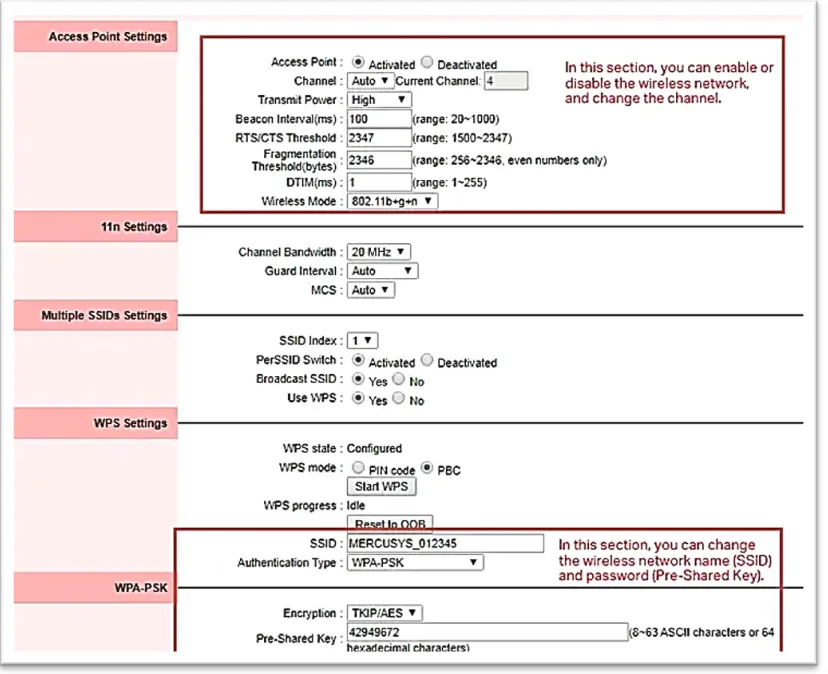 Access Point Settings
Access Point : Activated Deactivated
Channel : Auto Current Channel: 4
Transmit Power : High
Beacon Interval(ms) : 100 (range: 20~1000)
RTS/CTS Threshold : 2347 (range: 1500~2347)
Fragmentation
Threshold(bytes) : 2346 (range: 256~2346, even numbers only)
DTIM(ms) : 1 (range: 1~255)
Wireless Mode : 802.11b+g+n
In this section, you can enable or
disable the wireless network,
and change the channel.
11n Settings
Channel Bandwidth : 20 MHz
Guard Interval : Auto
MCS : Auto
Multiple SSIDs Settings
SSID Index : 1
PerSSID Switch : Activated Deactivated
Broadcast SSID : Yes No
Use WPS : Yes No
WPS Settings
WPS state : Configured
WPS mode : PIN code PBC
Start WPS
WPS progress : Idle
Reset to OOB
SSID : MERCUSYS_012345
Authentication Type : WPA-PSK
In this section, you can change
the wireless network name (SSID)
and password (Pre-Shared Key).
WPA-PSK
Encryption : TKIP/AES
Pre-Shared Key : 42949672 (8~63 ASCII characters or 64
hexadecimal characters)